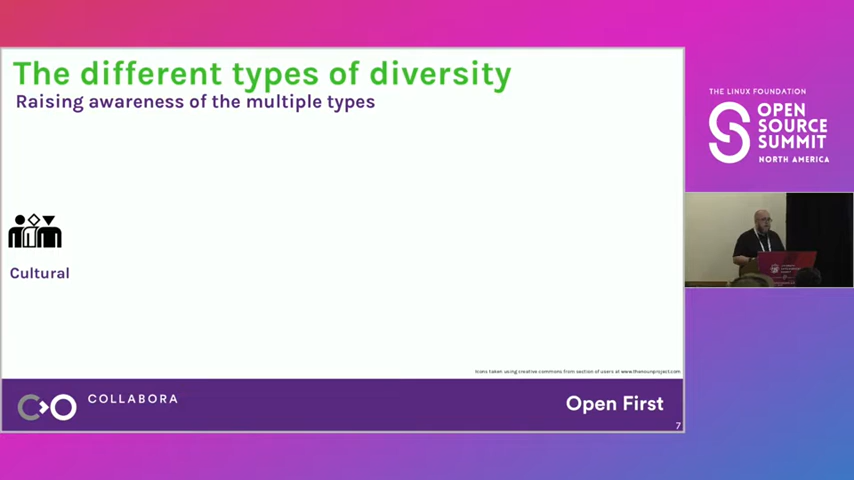 The different types of diversity
Raising awareness of the multiple types
Cultural
Icons taken using creative commons from section of users at www.thenounproject.com
COLLABORA
Open First
7
THE LINUX FOUNDATION
OPEN
SOURCE
SUMMIT
NORTH AMERICA